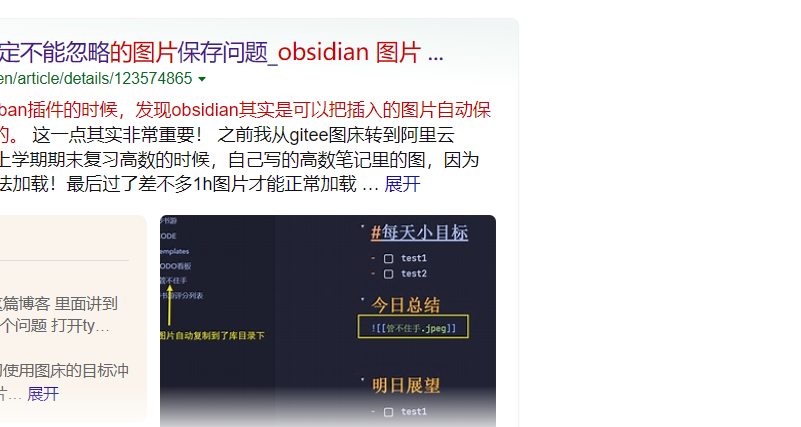 定不能忽略的图片保存问题_obsidian 图片 ...
en/article/details/123574865
ban插件的时候，发现obsidian其实是可以把插入的图片自动保
的。 这一点其实非常重要！ 之前我从gitee图床转到阿里云
上学期期末复习高数的时候，自己写的高数笔记里的图，因为
法加载！最后过了差不多1h图片才能正常加载 ... 展开
这篇博客 里面讲到
个问题 打开ty...
使用图床的目标冲
片... 展开
ODE
emplates
ODO看板
管不住手
书籍评分列表
图片自动复制到了库目录下
#每天小目标
- test1
- test2
今日总结
![[管不住手.jpeg]]
明日展望
- test1